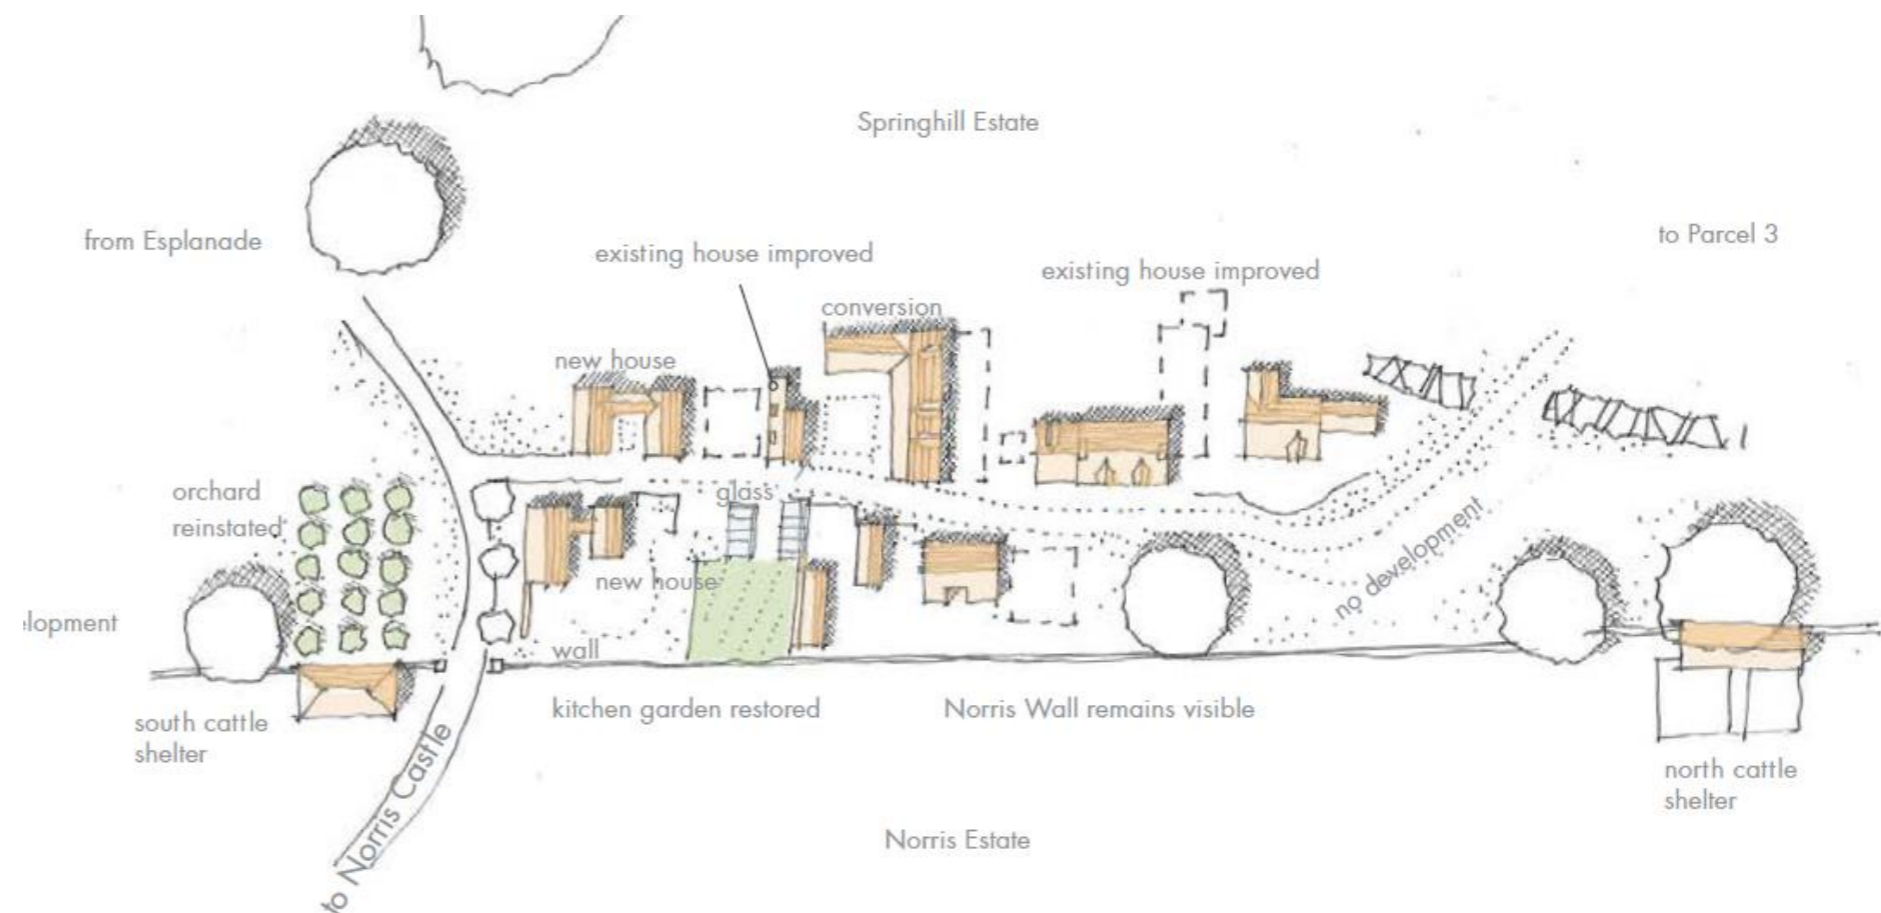 Springhill Estate
from Esplanade
to Parcel 3
existing house improved
existing house improved
conversion
new house
orchard
reinstated
glass
new house
no development
elopment
wall
south cattle
shelter
kitchen garden restored
Norris Wall remains visible
to Norris Castle
north cattle
shelter
Norris Estate